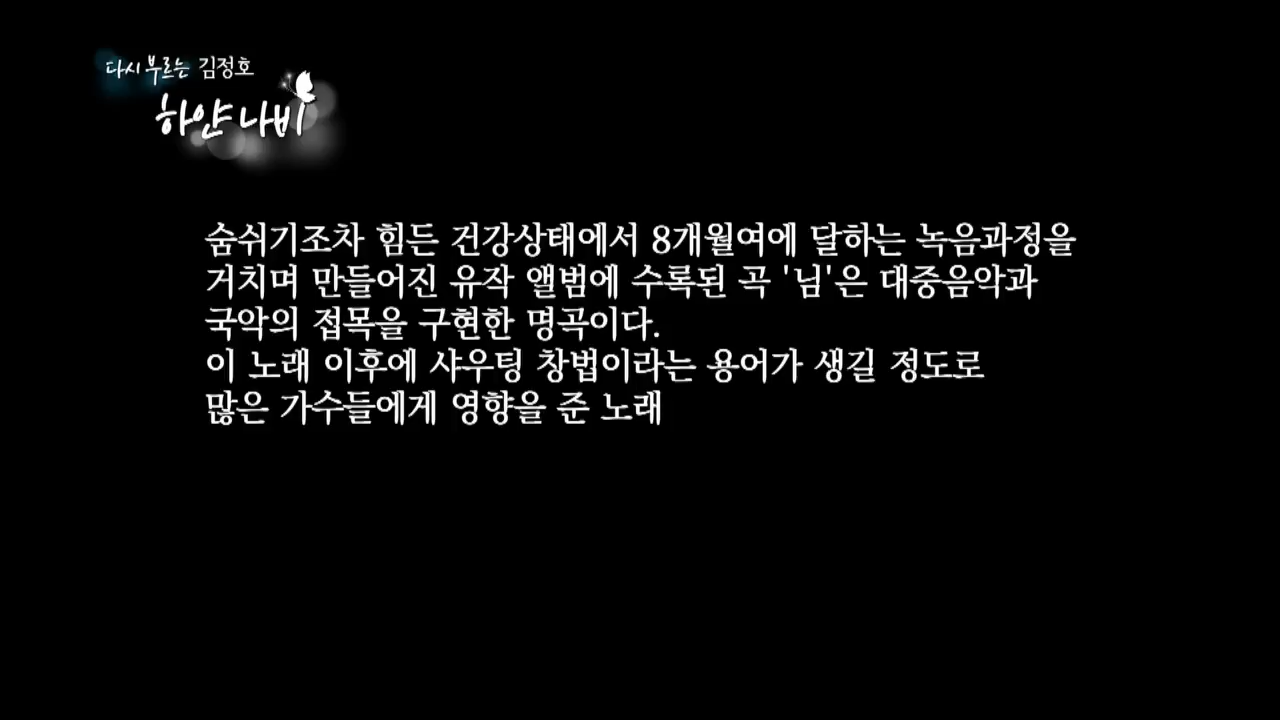 다시 부르는 김정호
하얀 나비
숨쉬기조차 힘든 건강상태에서 8개월여에 달하는 녹음과정을
거치며 만들어진 유작 앨범에 수록된 곡 '님'은 대중음악과
국악의 접목을 구현한 명곡이다.
이 노래 이후에 샤우팅 창법이라는 용어가 생길 정도로
많은 가수들에게 영향을 준 노래